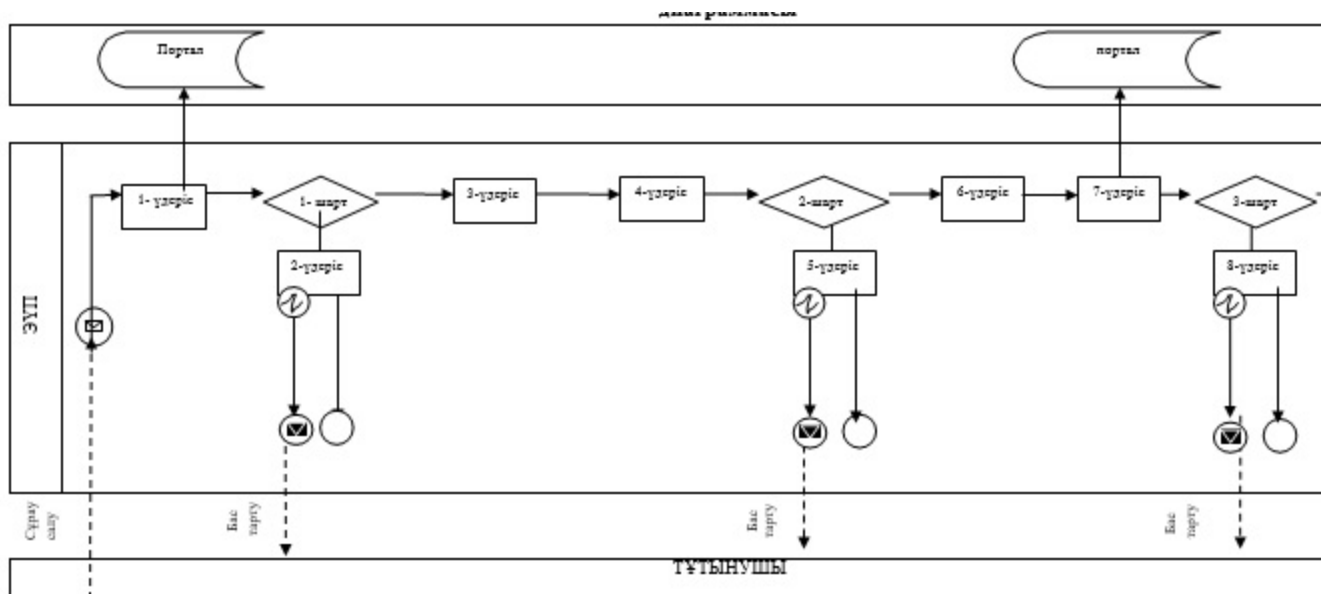 диаграммасы
Портал
портал
1- үдеріс
1- шарт
3-үдеріс
4-үдеріс
2-шарт
6-үдеріс
7-үдеріс
3-шарт
2-үдеріс
5-үдеріс
8-үдеріс
ЭҮП
Сұрау
салу
Бас
тарту
Бас
тарту
Бас
тарту
ТҰТЫНУШЫ